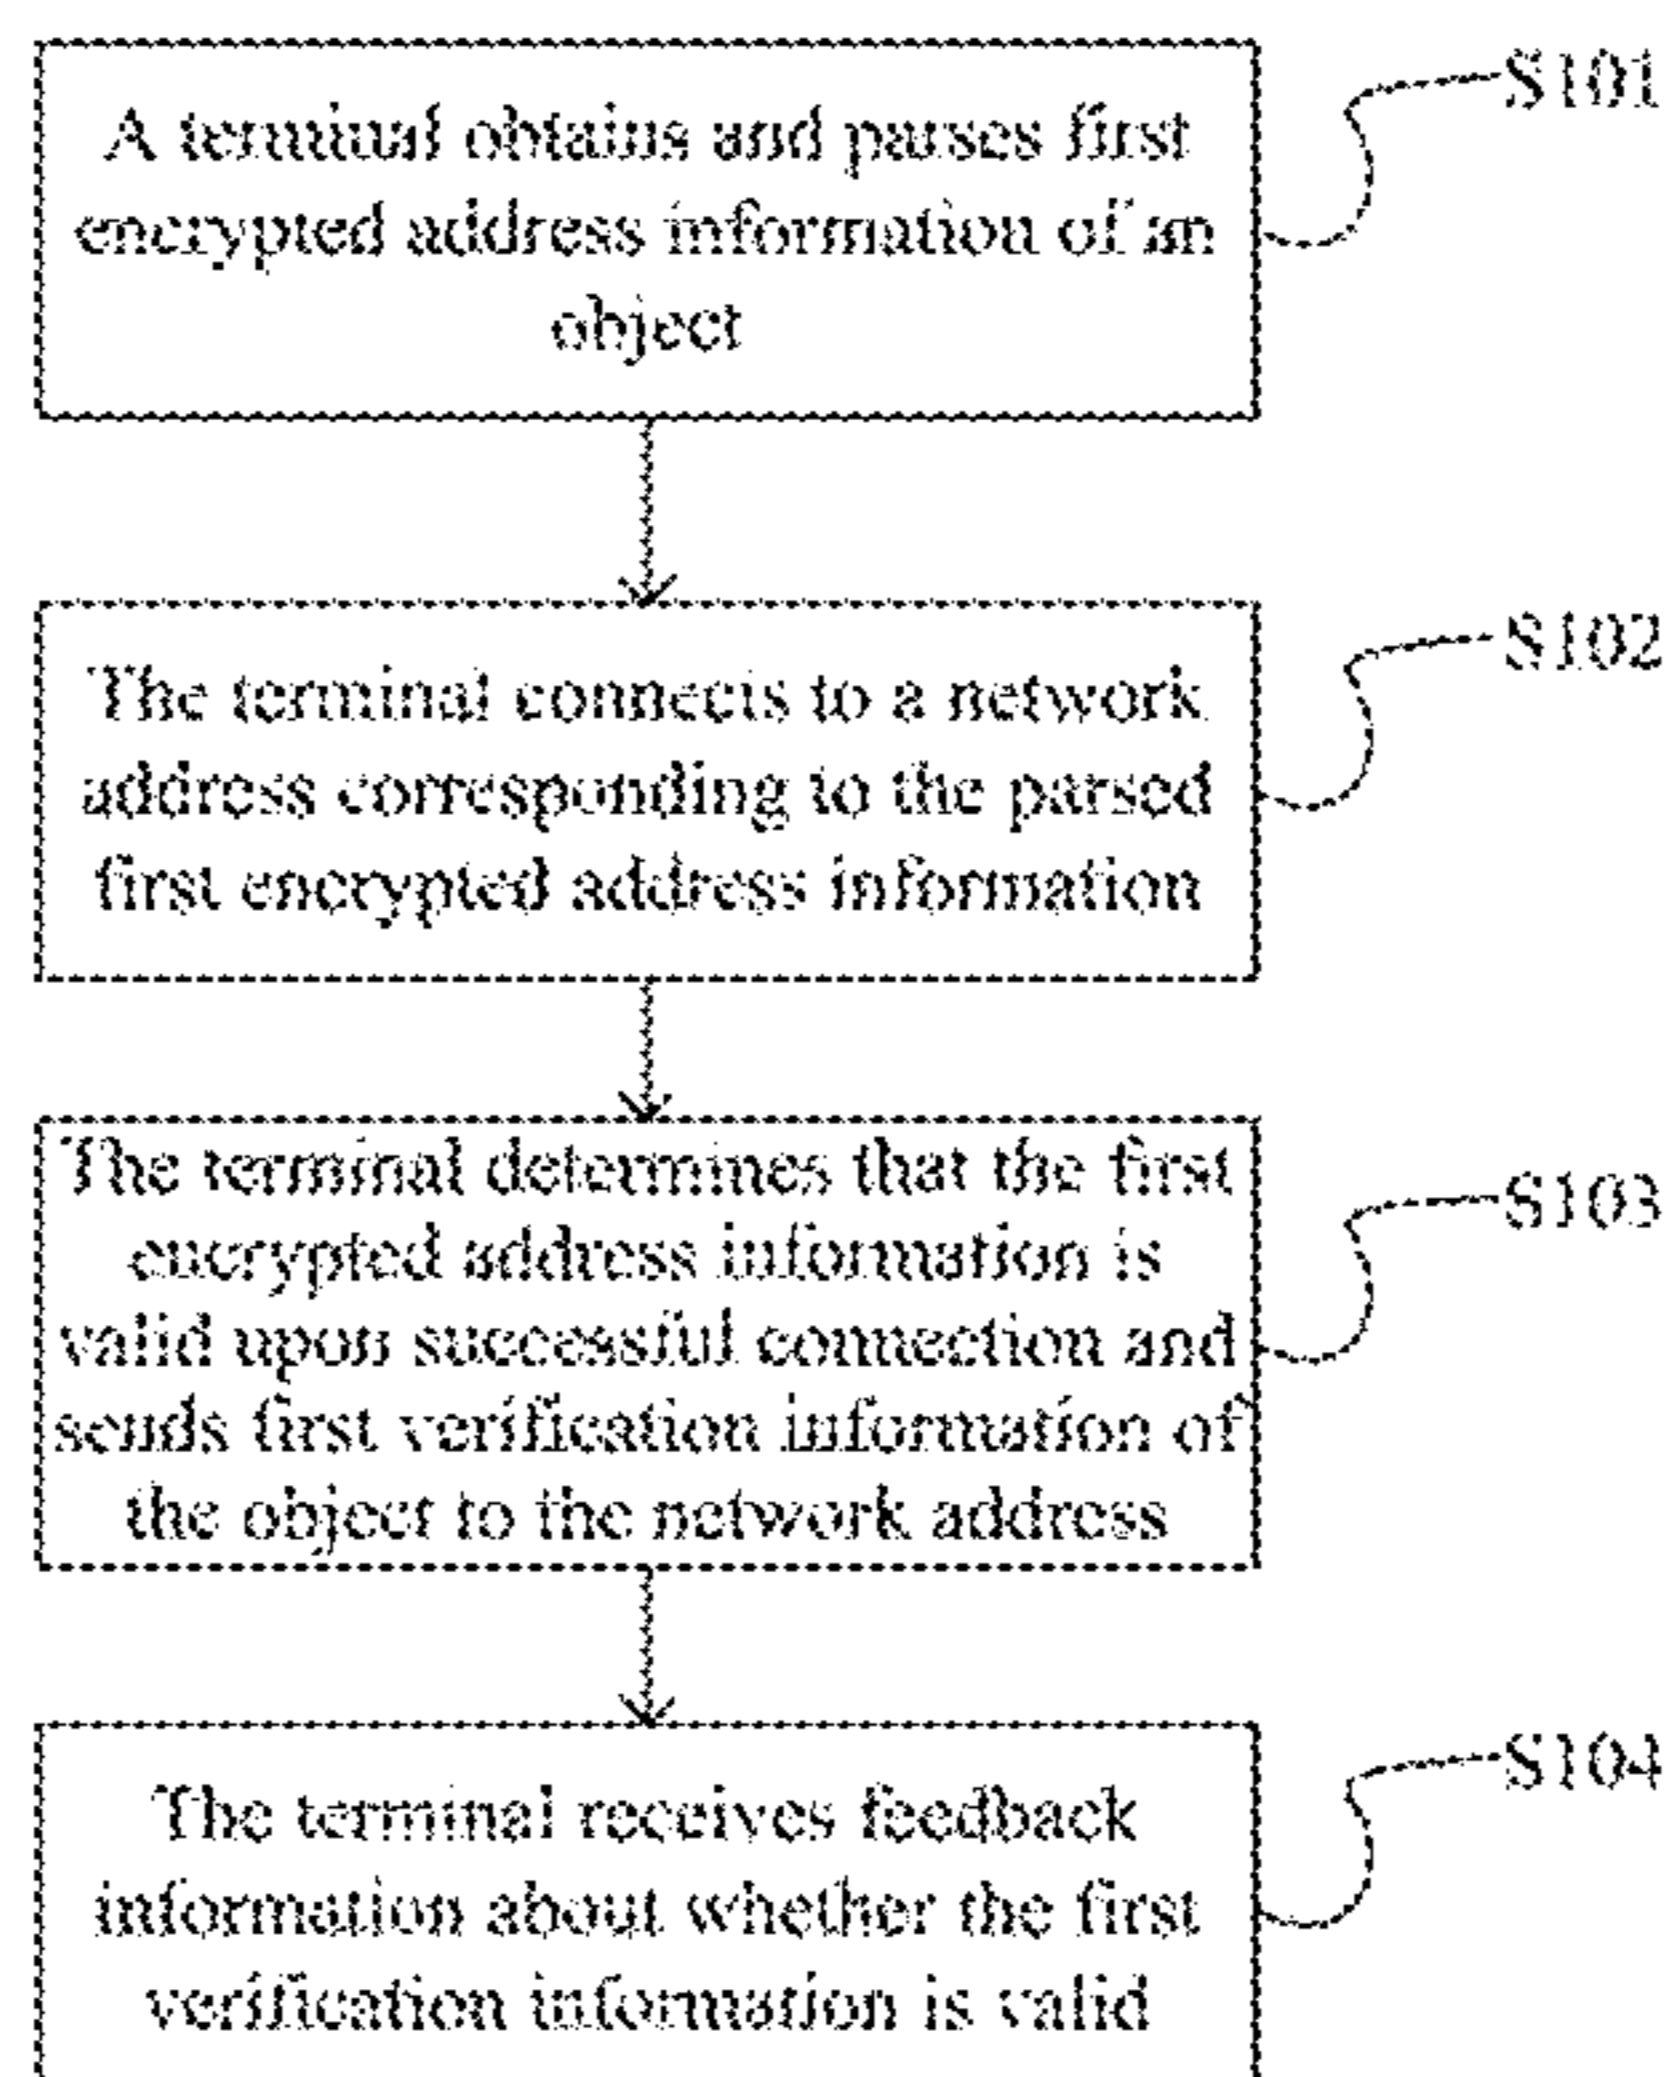 A terminal obtains and parses first
encrypted address information of an
object
S101
The terminal connects to a network
address corresponding to the parsed
first encrypted address information
S102
The terminal determines that the first
encrypted address information is
valid upon successful connection and
sends first verification information of
the object to the network address
S103
The terminal receives feedback
information about whether the first
verification information is valid
S104